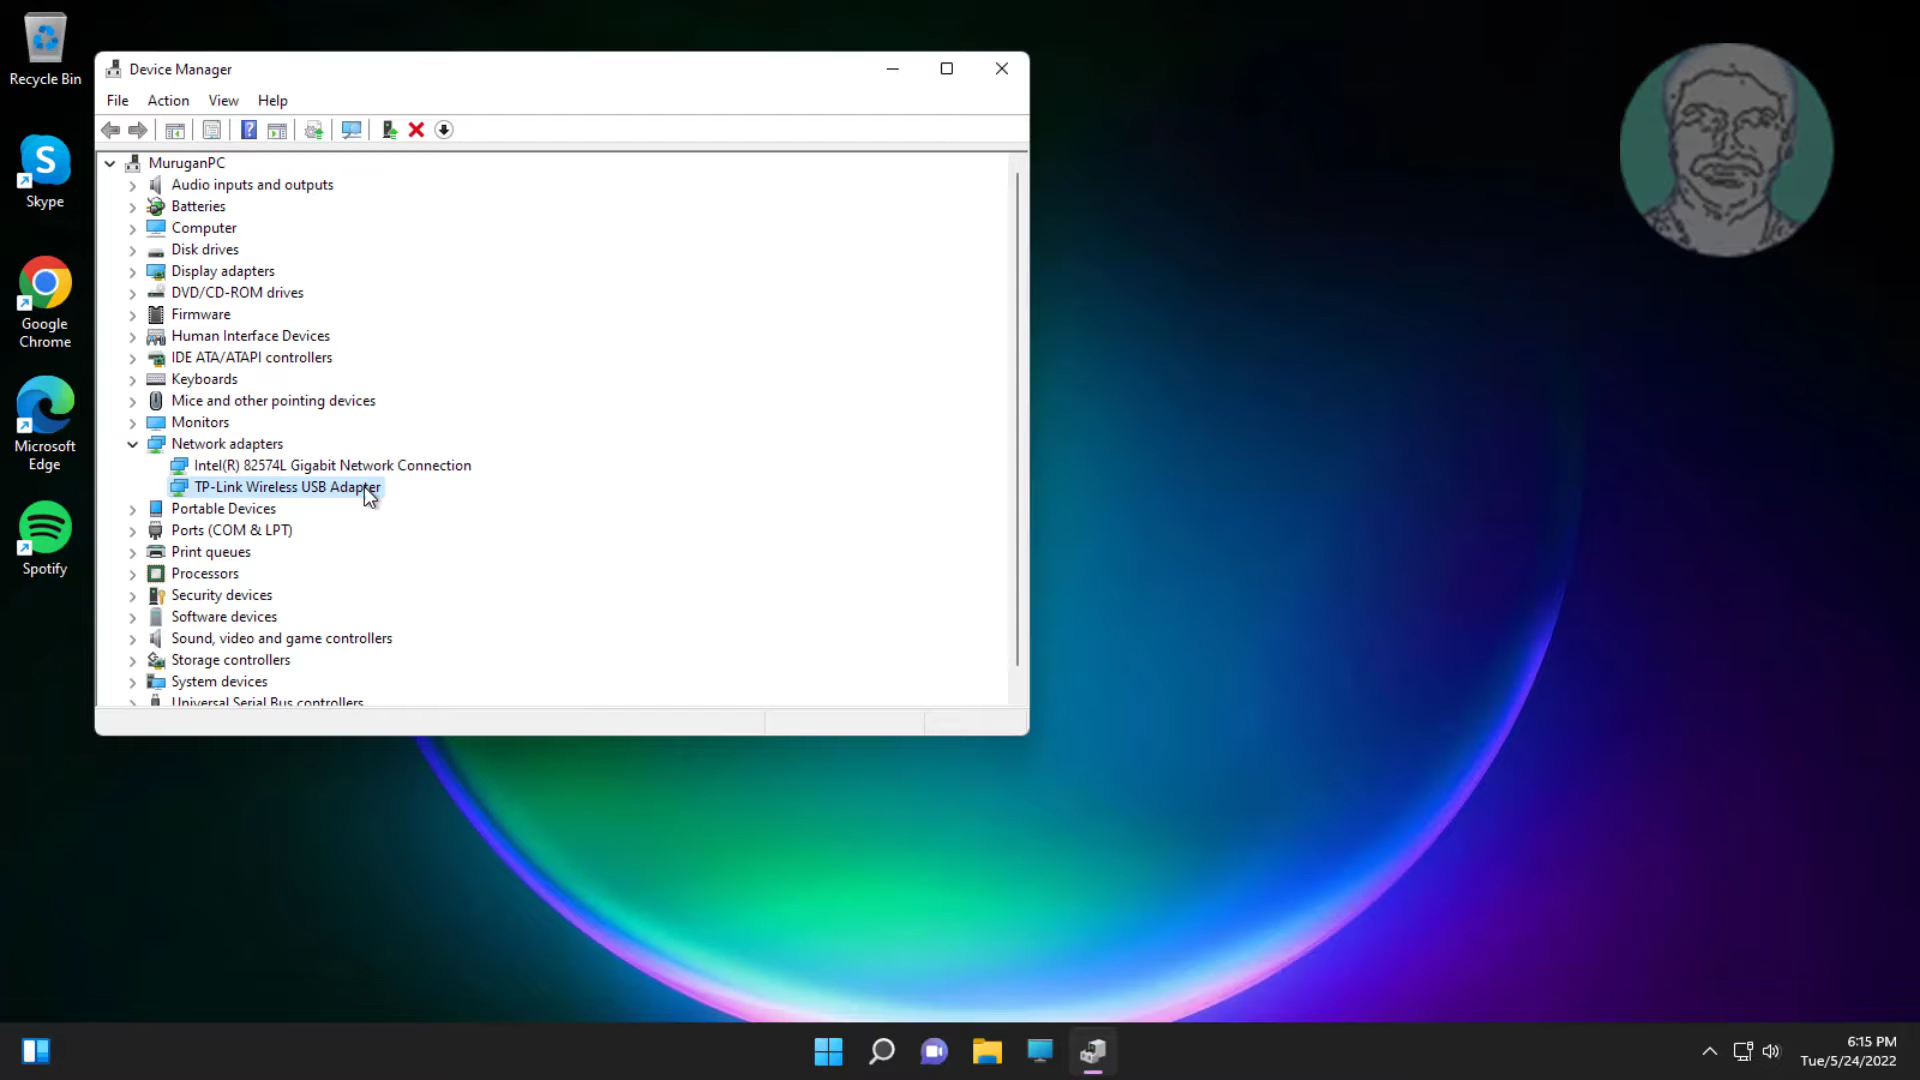 Recycle Bin
Skype
Google
Chrome
Microsoft
Edge
Spotify
Device Manager
File Action View Help
MuruganPC
Audio inputs and outputs
Batteries
Computer
Disk drives
Display adapters
DVD/CD-ROM drives
Firmware
Human Interface Devices
IDE ATA/ATAPI controllers
Keyboards
Mice and other pointing devices
Monitors
Network adapters
Intel(R) 82574L Gigabit Network Connection
TP-Link Wireless USB Adapter
Portable Devices
Ports (COM & LPT)
Print queues
Processors
Security devices
Software devices
Sound, video and game controllers
Storage controllers
System devices
Universal Serial Bus controllers
6:15 PM
Tue/5/24/2022